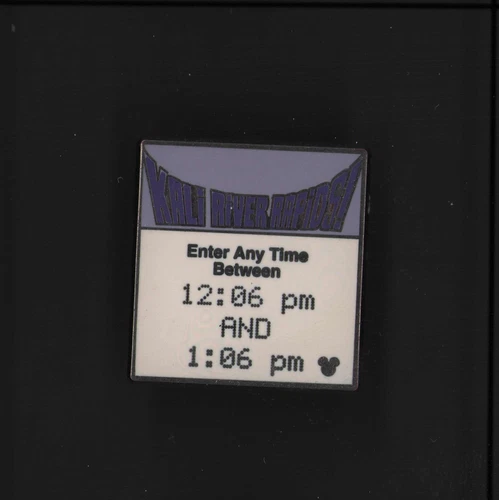 KALI RIVER RAPIDS!
Enter Any Time
Between
12:06 pm
AND
1:06 pm